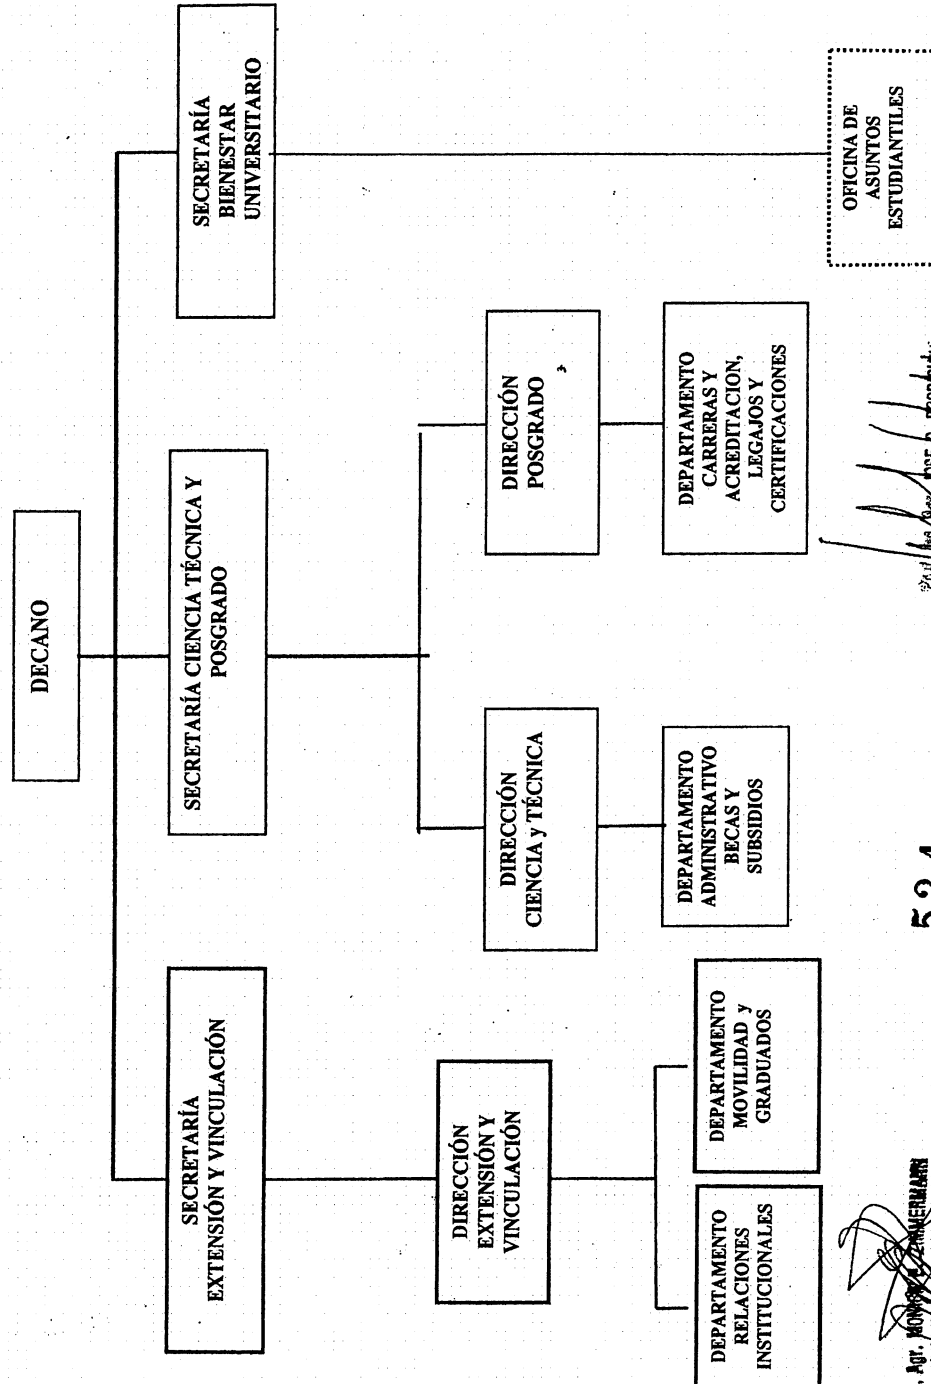 DECANO
SECRETARÍA
EXTENSIÓN Y VINCULACIÓN
SECRETARÍA CIENCIA TÉCNICA Y
POSGRADO
SECRETARÍA
BIENESTAR
UNIVERSITARIO
DIRECCIÓN
EXTENSIÓN Y
VINCULACIÓN
DIRECCIÓN
CIENCIA y TÉCNICA
DIRECCIÓN
POSGRADO
DEPARTAMENTO
RELACIONES
INSTITUCIONALES
DEPARTAMENTO
MOVILIDAD y
GRADUADOS
DEPARTAMENTO
ADMINISTRATIVO
BECAS Y
SUBSIDIOS
DEPARTAMENTO
CARRERAS Y
ACREDITACION,
LEGAJOS Y
CERTIFICACIONES
OFICINA DE
ASUNTOS
ESTUDIANTILES
Agr. ZIMMERMANN